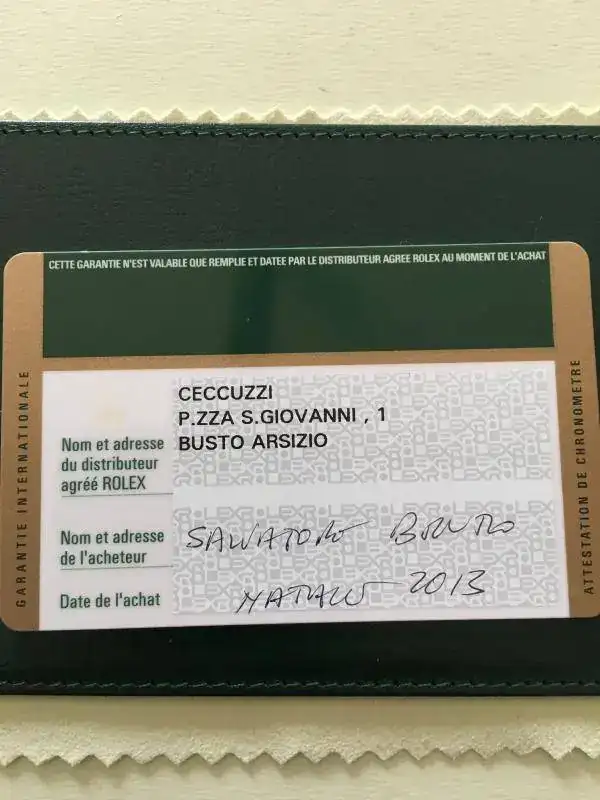 CETTE GARANTIE N'EST VALABLE QUE REMPLIE ET DATEE PAR LE DISTRIBUTEUR AGREE ROLEX AU MOMENT DE L'ACHAT
GARANTIE INTERNATIONALE
CECCUZZI
P.ZZA S.GIOVANNI , 1
BUSTO ARSIZIO
Nom et adresse
du distributeur
agréé ROLEX
Nom et adresse
de l'acheteur
SALVATORE BRUNO
Date de l'achat
NATALE 2013
ATTESTATION DE CHRONOMETRE